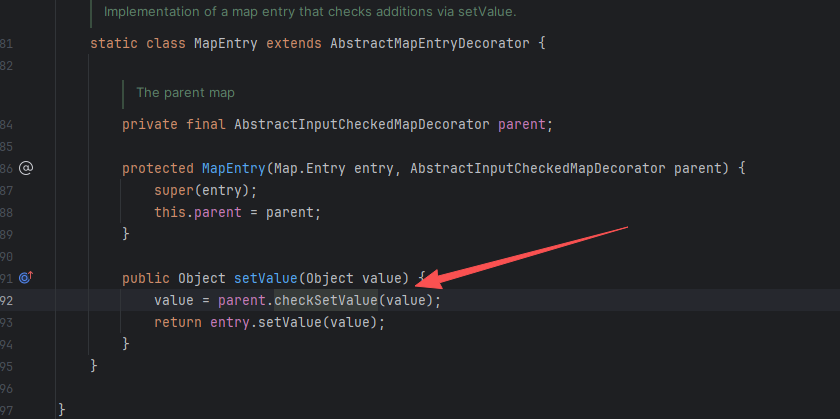 Implementation of a map entry that checks additions via setValue.
81 static class MapEntry extends AbstractMapEntryDecorator {
82
The parent map
84 private final AbstractInputCheckedMapDecorator parent;
85
86 protected MapEntry(Map.Entry entry, AbstractInputCheckedMapDecorator parent) {
87 super(entry);
88 this.parent = parent;
89 }
90
91 public Object setValue(Object value) {
92 value = parent.checkSetValue(value);
93 return entry.setValue(value);
94 }
95 }
96
97 }